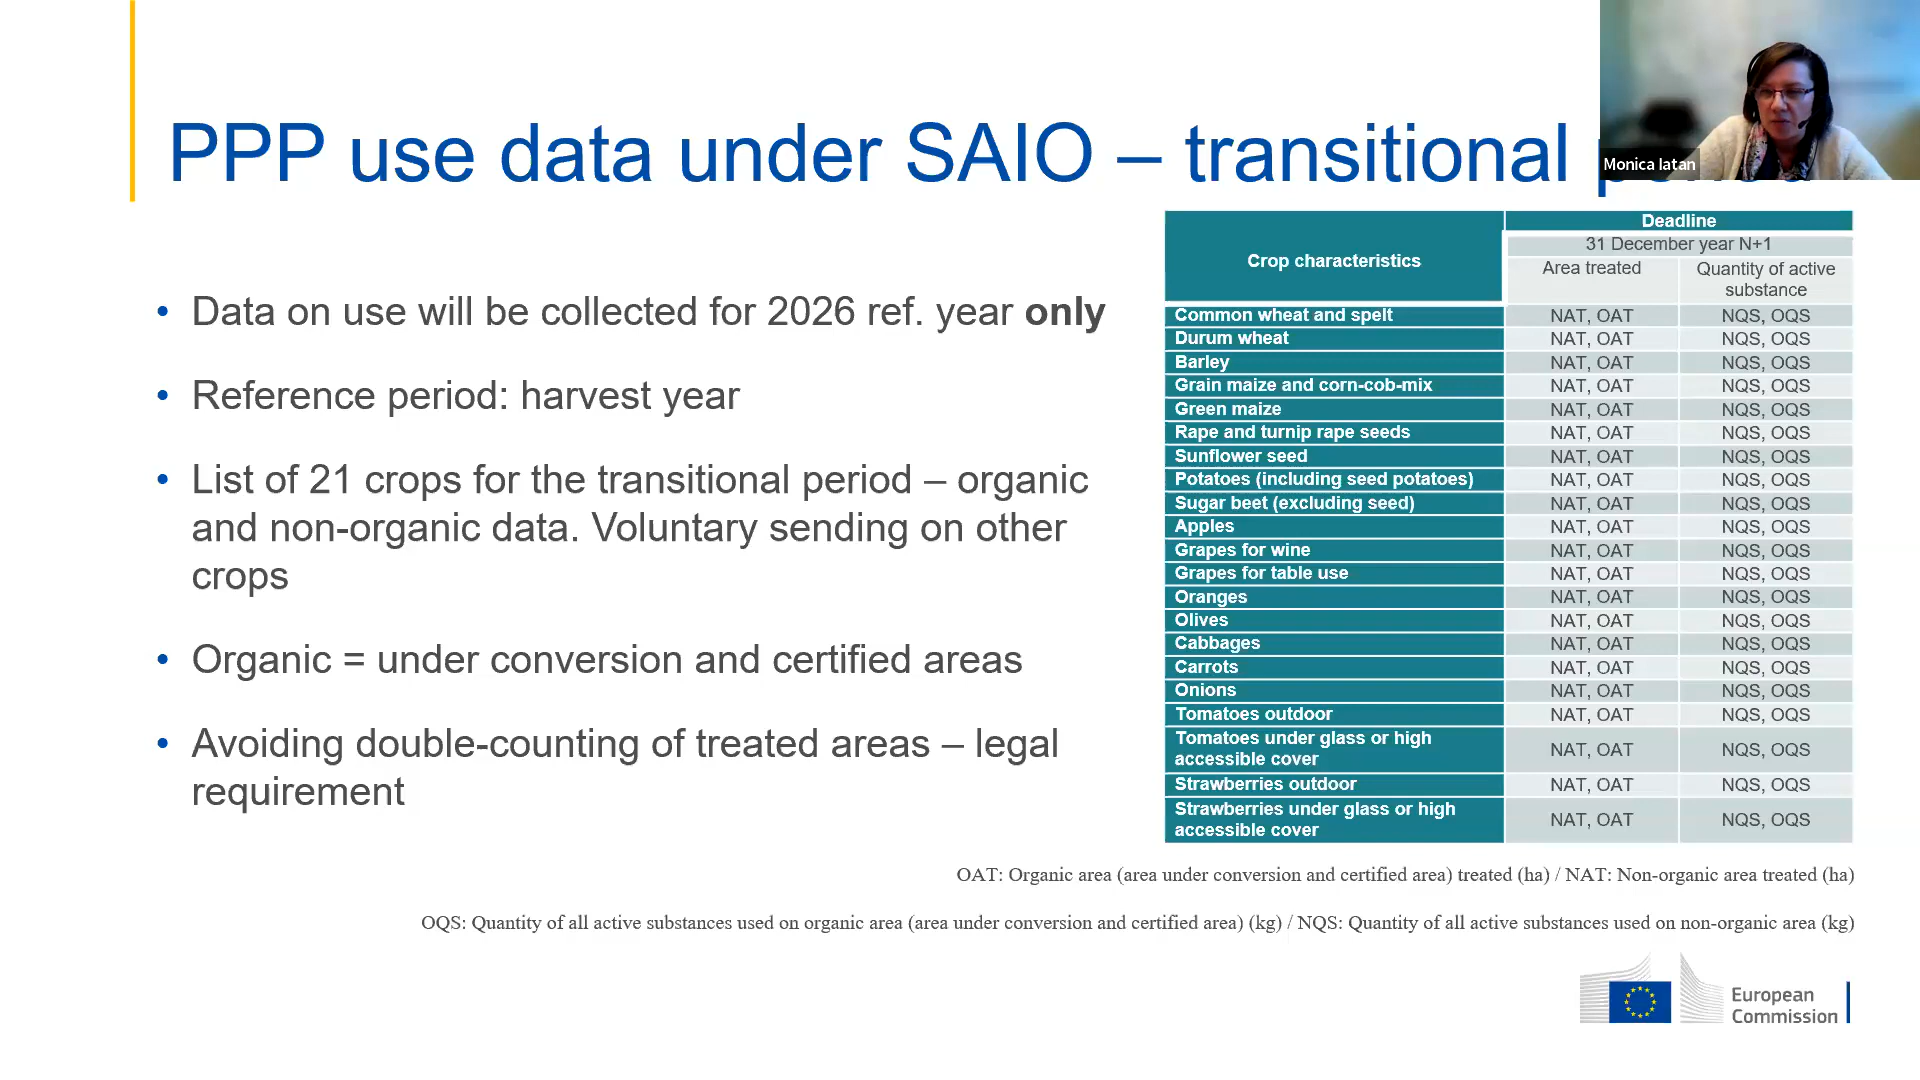 PPP use data under SAIO – transitional
Monica Iatan
• Data on use will be collected for 2026 ref. year only
• Reference period: harvest year
• List of 21 crops for the transitional period – organic
and non-organic data. Voluntary sending on other
crops
• Organic = under conversion and certified areas
• Avoiding double-counting of treated areas – legal
requirement
Crop characteristics
Deadline
31 December year N+1
Area treated
Quantity of active
substance
Common wheat and spelt NAT, OAT NQS, OQS
Durum wheat NAT, OAT NQS, OQS
Barley NAT, OAT NQS, OQS
Grain maize and corn-cob-mix NAT, OAT NQS, OQS
Green maize NAT, OAT NQS, OQS
Rape and turnip rape seeds NAT, OAT NQS, OQS
Sunflower seed NAT, OAT NQS, OQS
Potatoes (including seed potatoes) NAT, OAT NQS, OQS
Sugar beet (excluding seed) NAT, OAT NQS, OQS
Apples NAT, OAT NQS, OQS
Grapes for wine NAT, OAT NQS, OQS
Grapes for table use NAT, OAT NQS, OQS
Oranges NAT, OAT NQS, OQS
Olives NAT, OAT NQS, OQS
Cabbages NAT, OAT NQS, OQS
Carrots NAT, OAT NQS, OQS
Onions NAT, OAT NQS, OQS
Tomatoes outdoor NAT, OAT NQS, OQS
Tomatoes under glass or high
accessible cover NAT, OAT NQS, OQS
Strawberries outdoor NAT, OAT NQS, OQS
Strawberries under glass or high
accessible cover NAT, OAT NQS, OQS
OAT: Organic area (area under conversion and certified area) treated (ha) / NAT: Non-organic area treated (ha)
OQS: Quantity of all active substances used on organic area (area under conversion and certified area) (kg) / NQS: Quantity of all active substances used on non-organic area (kg)
European
Commission